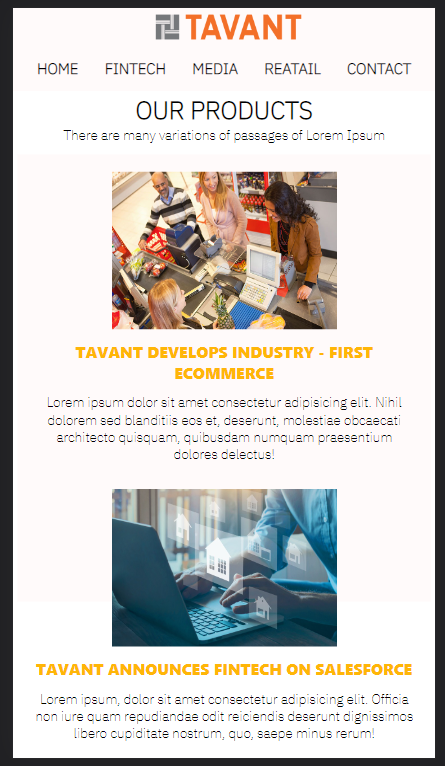 TAVANT
HOME FINTECH MEDIA REATAIL CONTACT
OUR PRODUCTS
There are many variations of passages of Lorem Ipsum
TAVANT DEVELOPS INDUSTRY - FIRST
ECOMMERCE
Lorem ipsum dolor sit amet consectetur adipisicing elit. Nihil
dolorem sed blanditiis eos et, deserunt, molestiae obcaecati
architecto quisquam, quibusdam numquam praesentium
dolores delectus!
TAVANT ANNOUNCES FINTECH ON SALESFORCE
Lorem ipsum, dolor sit amet consectetur adipisicing elit. Officia
non iure quam repudiandae odit reiciendis deserunt dignissimos
libero cupiditate nostrum, quo, saepe minus rerum!